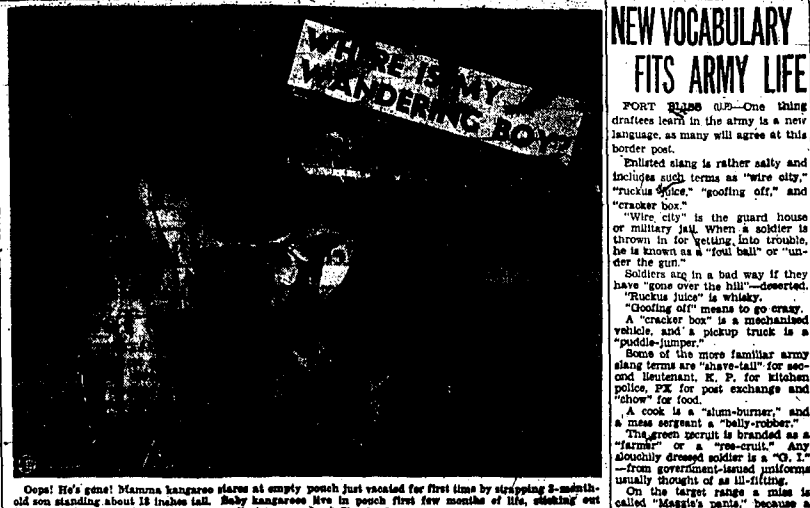 WHERE IS MY
WANDERING BOY"
Oops! He's gone! Mamma kangaroo stares at empty pouch just vacated for first time by strapping 3-month-
old son standing about 18 inches tall. Baby kangaroos live in pouch first few months of life, sticking out
NEW VOCABULARY
FITS ARMY LIFE
FORT BLISS (U.P.)—One thing
draftees learn in the army is a new
language, as many will agree at this
border post.
Enlisted slang is rather salty and
includes such terms as "wire city,"
"ruckus juice," "goofing off," and
"cracker box."
"Wire city" is the guard house
or military jail. When a soldier is
thrown in for getting into trouble,
he is known as a "foul ball" or "un-
der the gun."
Soldiers are in a bad way if they
have "gone over the hill"—deserted.
"Ruckus juice" is whisky.
"Goofing off" means to go crazy.
A "cracker box" is a mechanized
vehicle, and a pickup truck is a
"puddle-jumper."
Some of the more familiar army
slang terms are "shave-tail" for sec-
ond lieutenant, K. P. for kitchen
police, PX for post exchange and
"chow" for food.
A cook is a "slum-burner," and
a mess sergeant a "belly-robber."
The green recruit is branded as a
"farmer" or a "ree-cruit." Any
slouchily dressed soldier is a "G. I."
—from government-issued uniforms
usually thought of as ill-fitting.
On the target range a miss is
called "Maggie's pants," because is